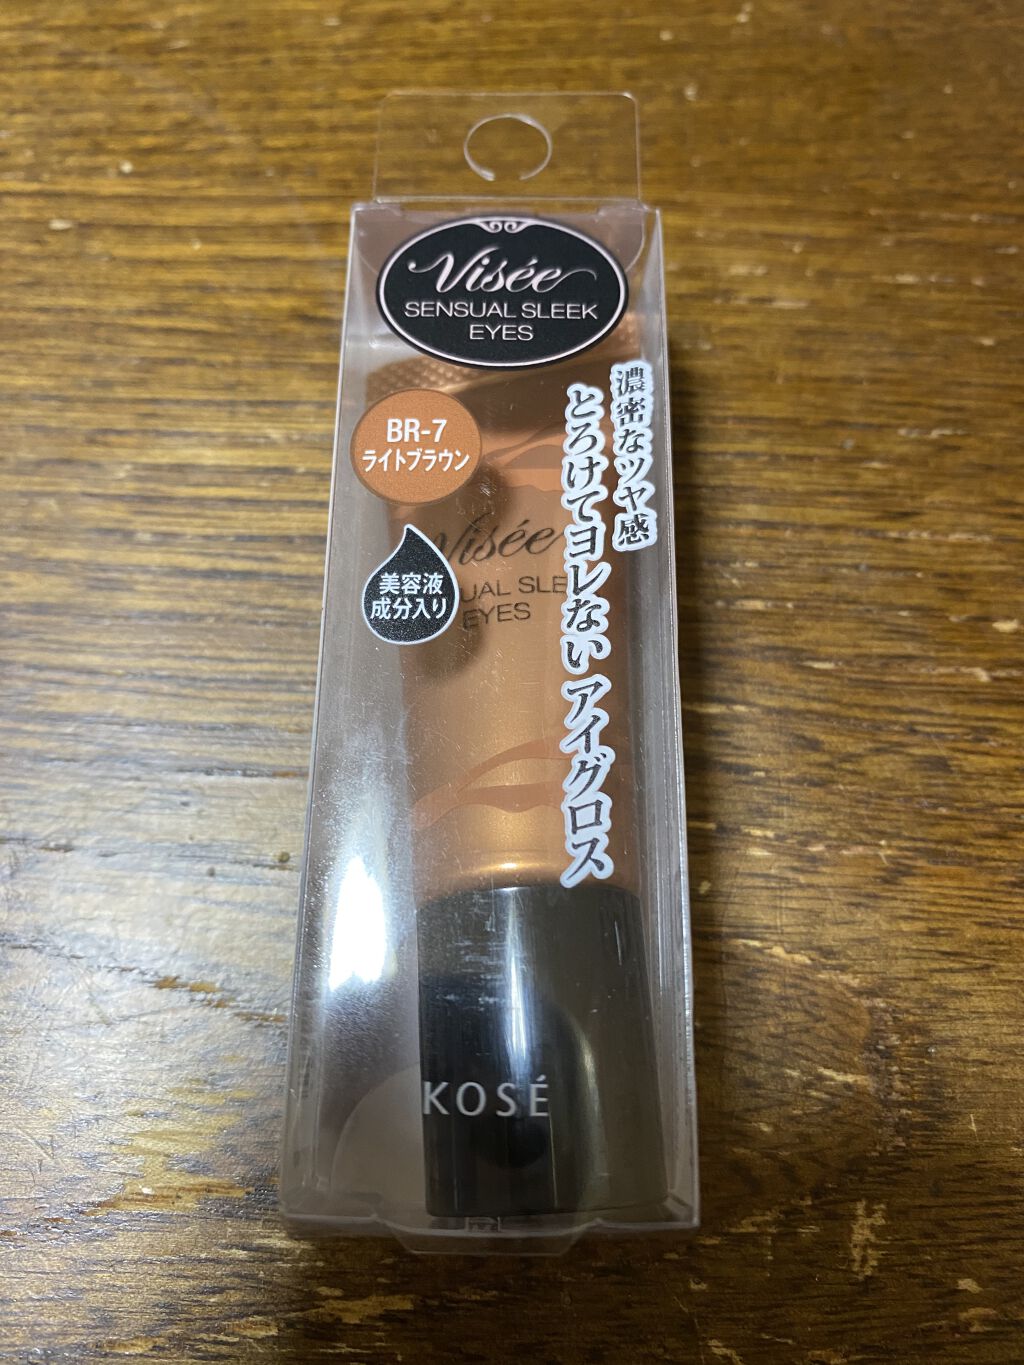 Visée
SENSUAL SLEEK
EYES
BR-7
ライトブラウン
濃密なツヤ感
とろけてヨレない アイグロス
Visée
UAL SLE
EYES
美容液
成分入り
KOSÉ